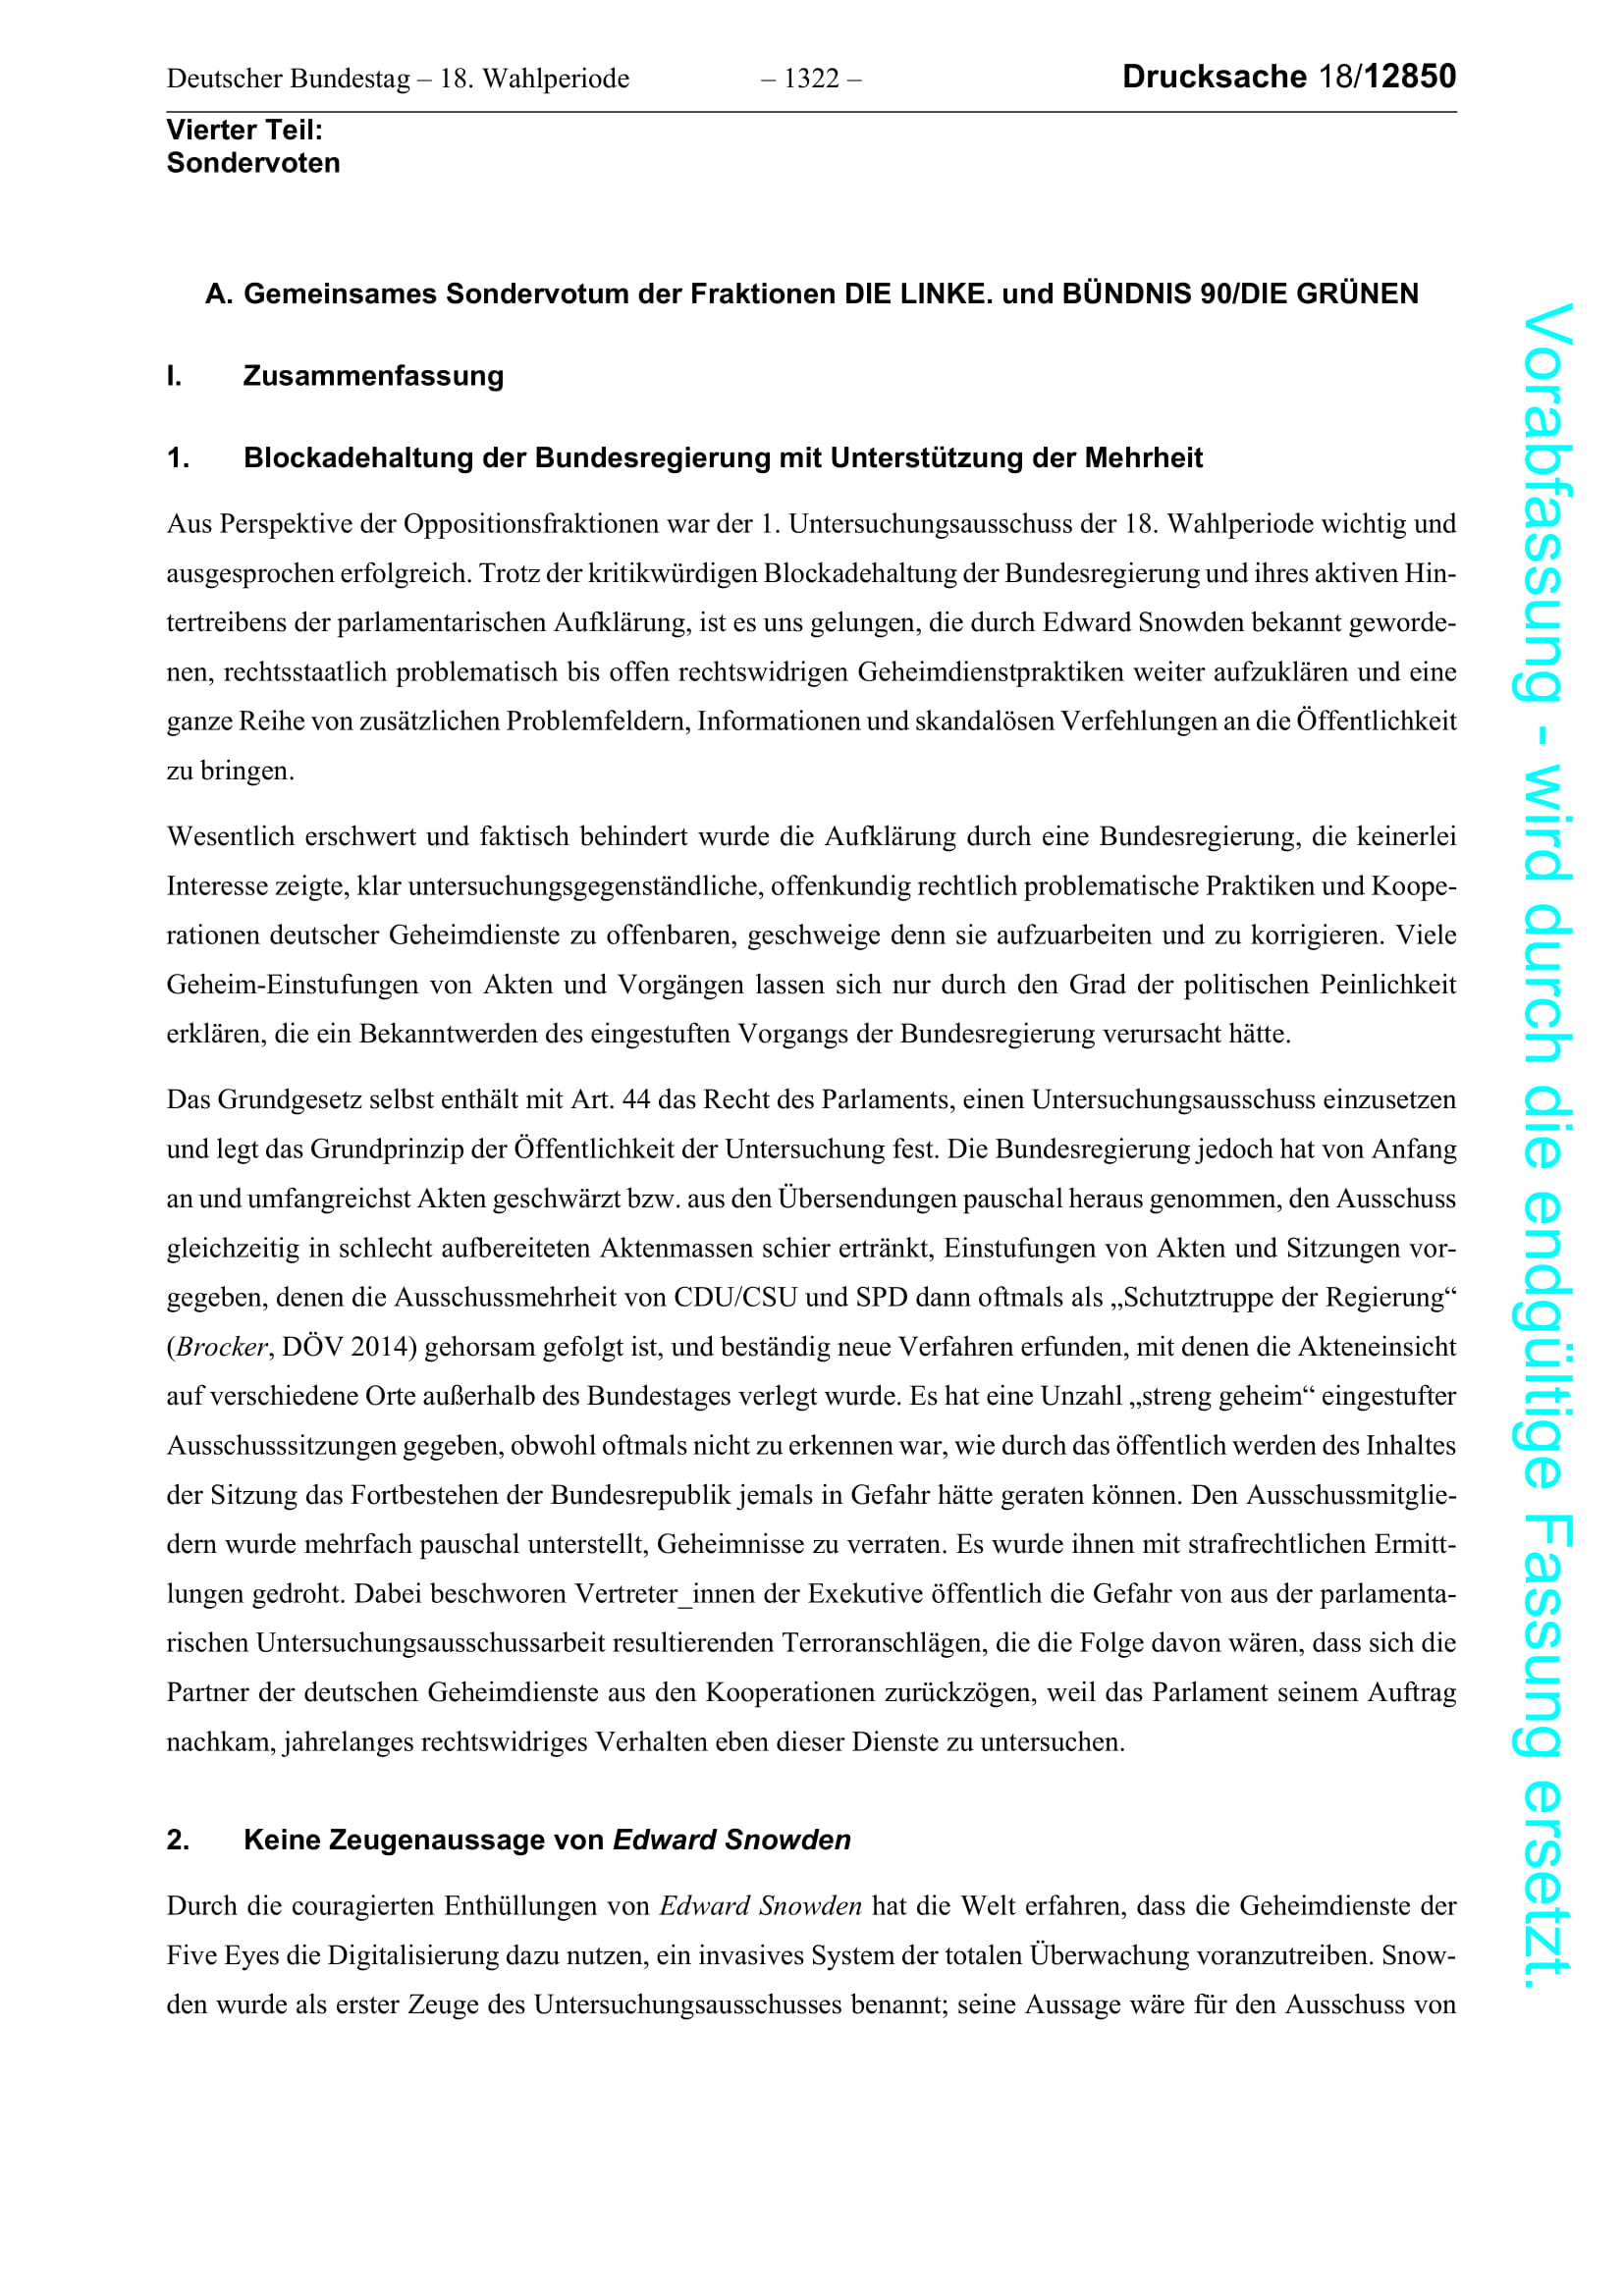 Deutscher Bundestag – 18. Wahlperiode – 1322 – Drucksache 18/12850
Vierter Teil:
Sondervoten
A. Gemeinsames Sondervotum der Fraktionen DIE LINKE. und BÜNDNIS 90/DIE GRÜNEN
I. Zusammenfassung
1. Blockadehaltung der Bundesregierung mit Unterstützung der Mehrheit
Aus Perspektive der Oppositionsfraktionen war der 1. Untersuchungsausschuss der 18. Wahlperiode wichtig und
ausgesprochen erfolgreich. Trotz der kritikwürdigen Blockadehaltung der Bundesregierung und ihres aktiven Hin-
tertreibens der parlamentarischen Aufklärung, ist es uns gelungen, die durch Edward Snowden bekannt geworde-
nen, rechtsstaatlich problematisch bis offen rechtswidrigen Geheimdienstpraktiken weiter aufzuklären und eine
ganze Reihe von zusätzlichen Problemfeldern, Informationen und skandalösen Verfehlungen an die Öffentlichkeit
zu bringen.
Wesentlich erschwert und faktisch behindert wurde die Aufklärung durch eine Bundesregierung, die keinerlei
Interesse zeigte, klar untersuchungsgegenständliche, offenkundig rechtlich problematische Praktiken und Koope-
rationen deutscher Geheimdienste zu offenbaren, geschweige denn sie aufzuarbeiten und zu korrigieren. Viele
Geheim-Einstufungen von Akten und Vorgängen lassen sich nur durch den Grad der politischen Peinlichkeit
erklären, die ein Bekanntwerden des eingestuften Vorgangs der Bundesregierung verursacht hätte.
Das Grundgesetz selbst enthält mit Art. 44 das Recht des Parlaments, einen Untersuchungsausschuss einzusetzen
und legt das Grundprinzip der Öffentlichkeit der Untersuchung fest. Die Bundesregierung jedoch hat von Anfang
an und umfangreichst Akten geschwärzt bzw. aus den Übersendungen pauschal heraus genommen, den Ausschuss
gleichzeitig in schlecht aufbereiteten Aktenmassen schier ertränkt, Einstufungen von Akten und Sitzungen vor-
gegeben, denen die Ausschussmehrheit von CDU/CSU und SPD dann oftmals als „Schutztruppe der Regierung“
(Brocker, DÖV 2014) gehorsam gefolgt ist, und beständig neue Verfahren erfunden, mit denen die Akteneinsicht
auf verschiedene Orte außerhalb des Bundestages verlegt wurde. Es hat eine Unzahl „streng geheim“ eingestufter
Ausschusssitzungen gegeben, obwohl oftmals nicht zu erkennen war, wie durch das öffentlich werden des Inhaltes
der Sitzung das Fortbestehen der Bundesrepublik jemals in Gefahr hätte geraten können. Den Ausschussmitglie-
dern wurde mehrfach pauschal unterstellt, Geheimnisse zu verraten. Es wurde ihnen mit strafrechtlichen Ermitt-
lungen gedroht. Dabei beschworen Vertreter_innen der Exekutive öffentlich die Gefahr von aus der parlamenta-
rischen Untersuchungsausschussarbeit resultierenden Terroranschlägen, die die Folge davon wären, dass sich die
Partner der deutschen Geheimdienste aus den Kooperationen zurückzögen, weil das Parlament seinem Auftrag
nachkam, jahrelanges rechtswidriges Verhalten eben dieser Dienste zu untersuchen.
2. Keine Zeugenaussage von Edward Snowden
Durch die couragierten Enthüllungen von Edward Snowden hat die Welt erfahren, dass die Geheimdienste der
Five Eyes die Digitalisierung dazu nutzen, ein invasives System der totalen Überwachung voranzutreiben. Snow-
den wurde als erster Zeuge des Untersuchungsausschusses benannt; seine Aussage wäre für den Ausschuss von
Vorabfassung - wird durch die endgültige Fassung ersetzt.